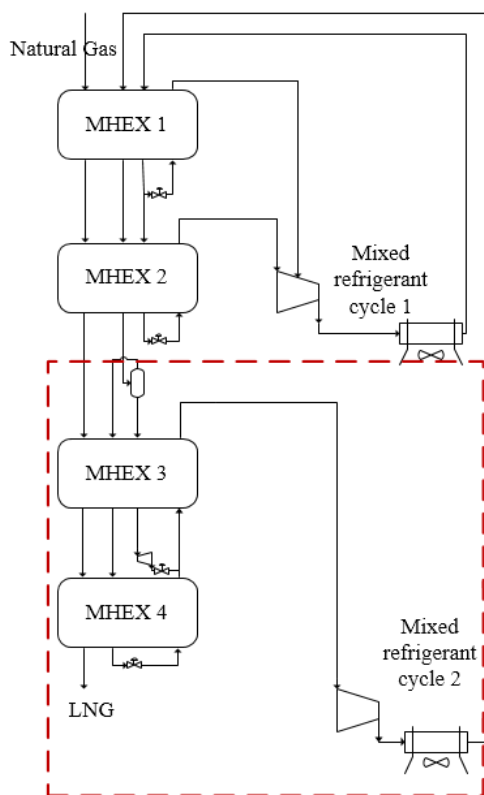 Natural Gas
MHEX 1
MHEX 2
Mixed
refrigerant
cycle 1
MHEX 3
MHEX 4
Mixed
refrigerant
cycle 2
LNG